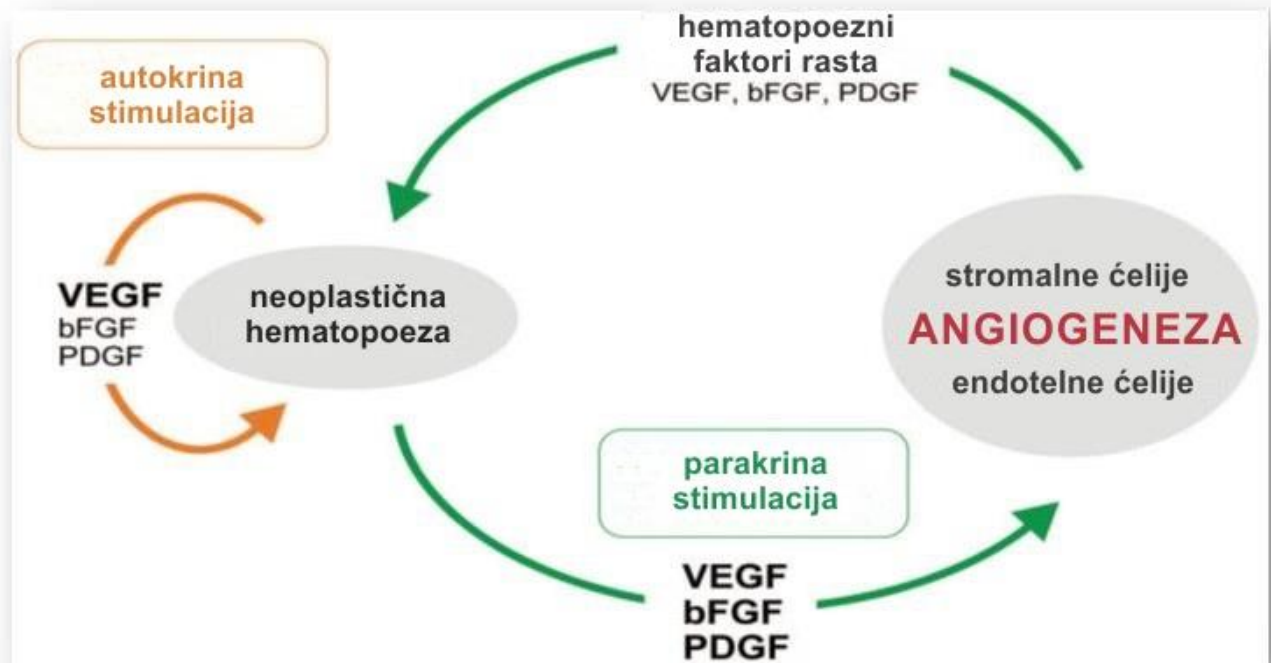 autokrina
stimulacija
hematopoezni
faktori rasta
VEGF, bFGF, PDGF
VEGF
bFGF
PDGF
neoplastična
hematopoeza
stromalne ćelije
ANGIOGENEZA
endotelne ćelije
parakrina
stimulacija
VEGF
bFGF
PDGF